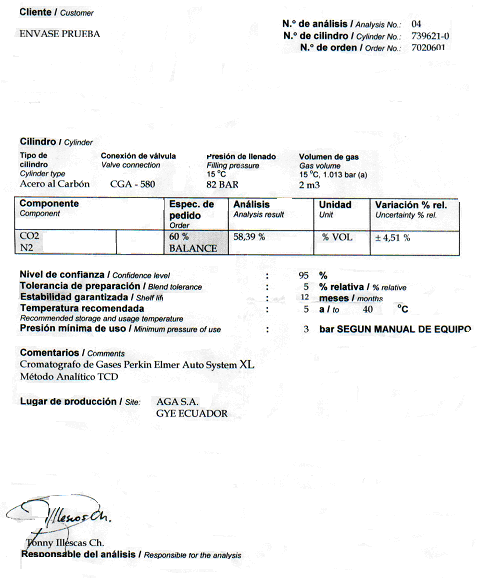 Cliente / Customer
ENVASE PRUEBA
N.º de análisis / Analysis No.: 04
N.º de cilindro / Cylinder No.: 739621-0
N.º de orden / Order No.: 7020601
Cilindro / Cylinder
Tipo de cilindro Cylinder type Conexión de válvula Valve connection Presión de llenado Filling pressure 15 °C Volumen de gas Gas volume 15 °C, 1.013 bar (a)
Acero al Carbón CGA - 580 82 BAR 2 m3
Componente Component Espec. de pedido Order Análisis Analysis result Unidad Unit Variación % rel. Uncertainty % rel.
CO2 60 % 58,39 % % VOL ± 4,51 %
N2 BALANCE
Nivel de confianza / Confidence level : 95 %
Tolerancia de preparación / Blend tolerance : 5 % relativa / % relative
Estabilidad garantizada / Shelf lifi : 12 meses / months
Temperatura recomendada : 5 a / to 40 °C
Recommended storage and usage temperature
Presión mínima de uso / Minimum pressure of use : 3 bar SEGUN MANUAL DE EQUIPO
Comentarios / Comments
Cromatografo de Gases Perkin Elmer Auto System XL
Método Analítico TCD
Lugar de producción / Site: AGA S.A.
GYE ECUADOR
Illescas Ch.
Tonny Illescas Ch.
Responsable del análisis / Responsible for the analysis